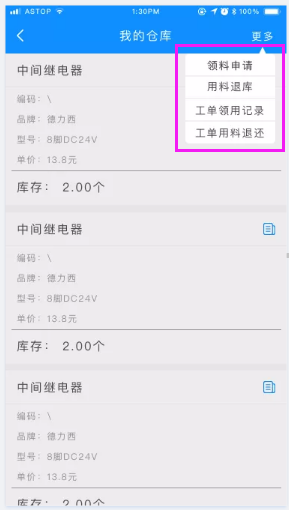 ASTOP
1:30PM
100%
我的仓库
更多
领料申请
用料退库
工单领用记录
工单用料退还
中间继电器
编码：\
品牌：德力西
型号：8脚DC24V
单价：13.8元
库存： 2.00个
中间继电器
编码：\
品牌：德力西
型号：8脚DC24V
单价：13.8元
库存： 2.00个
中间继电器
编码：\
品牌：德力西
型号：8脚DC24V
单价：13.8元
库存： 2.00个